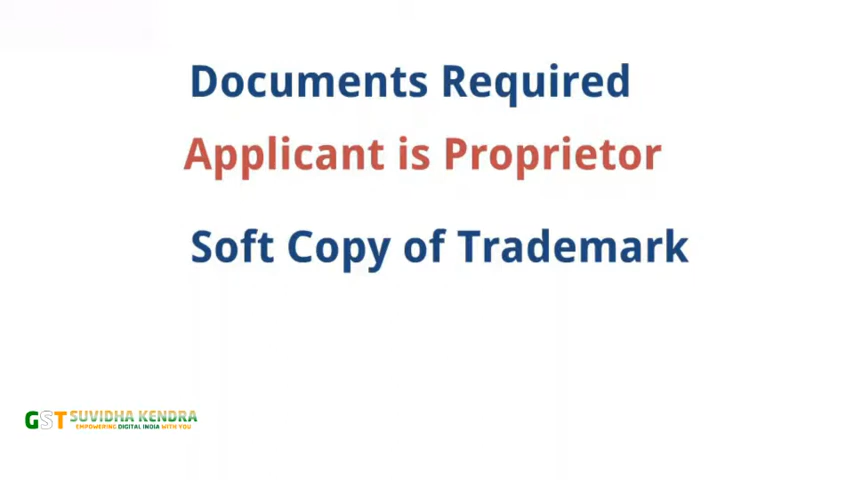 Documents Required
Applicant is Proprietor
Soft Copy of Trademark
GST SUVIDHA KENDRA
EMPOWERING DIGITAL INDIA WITH YOU